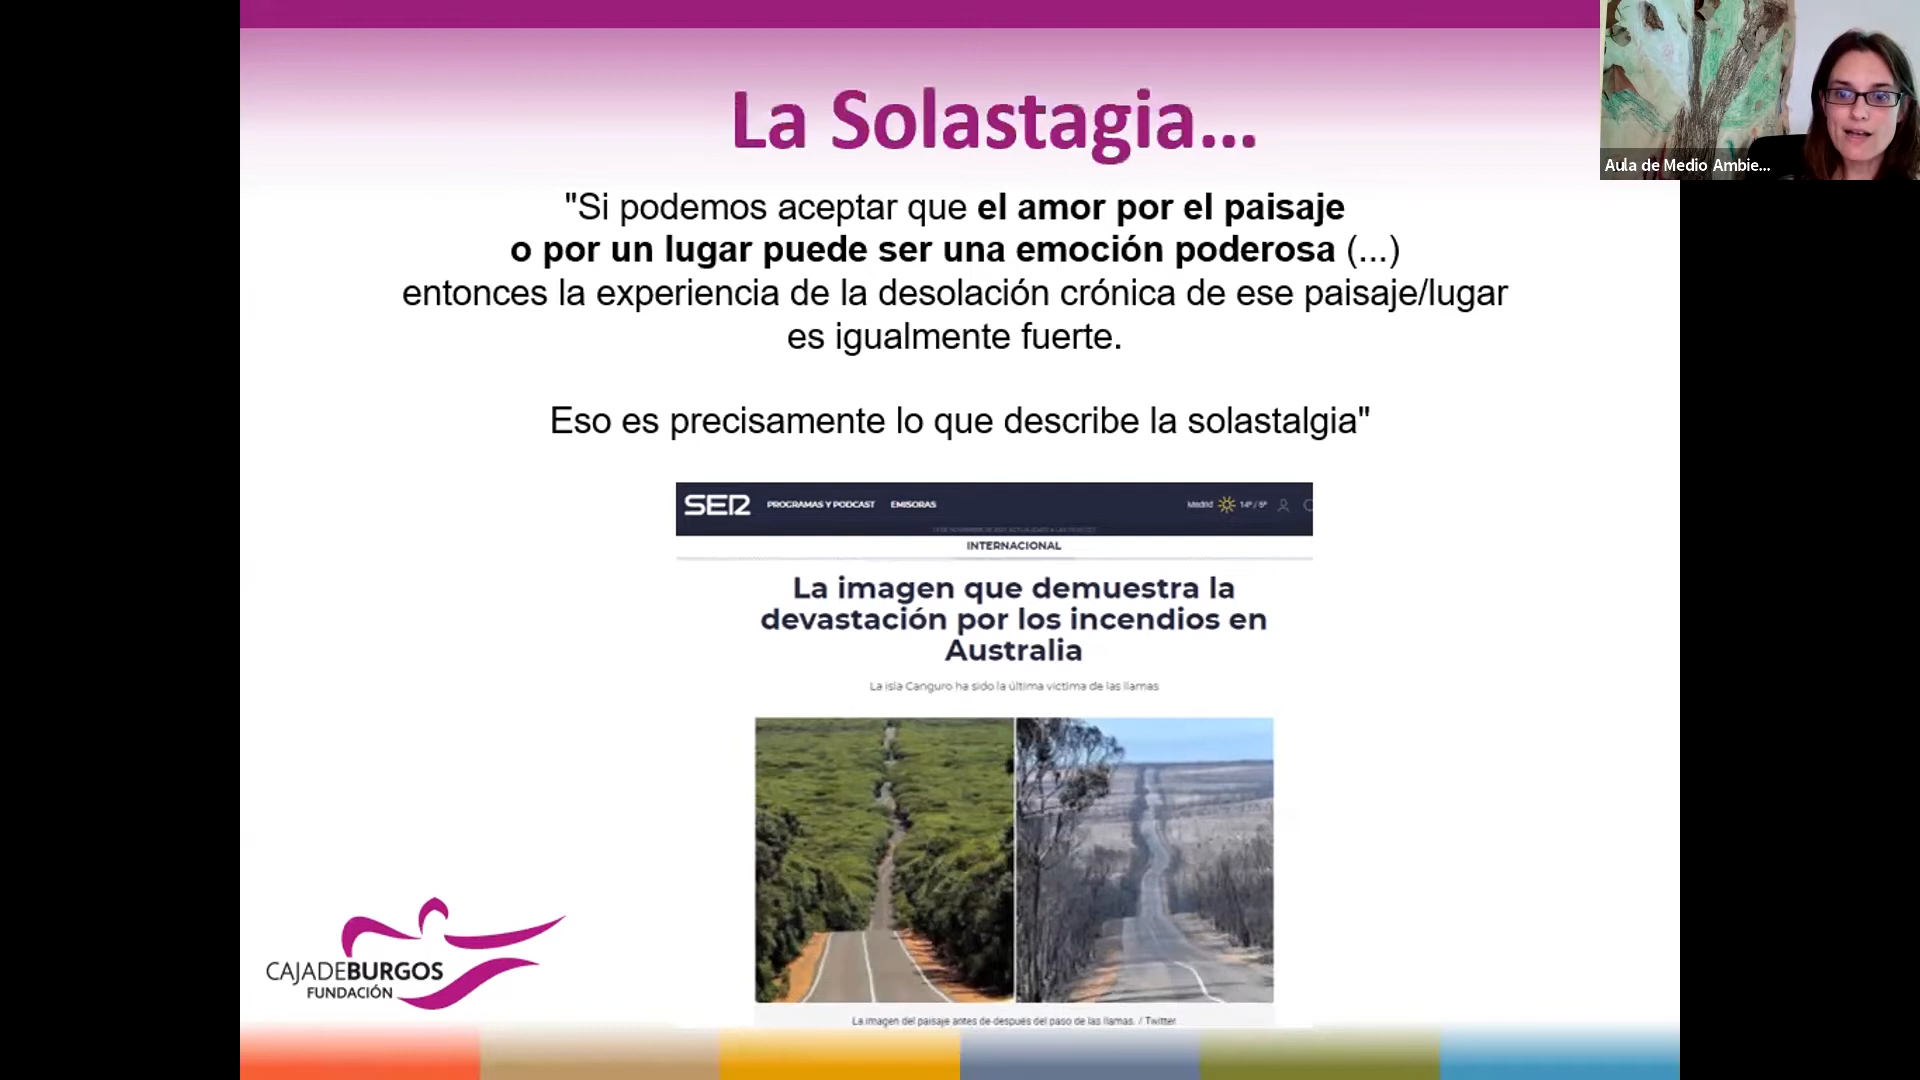 La Solastagia...
Aula de Medio Ambie...
"Si podemos aceptar que el amor por el paisaje
o por un lugar puede ser una emoción poderosa (...)
entonces la experiencia de la desolación crónica de ese paisaje/lugar
es igualmente fuerte.
Eso es precisamente lo que describe la solastalgia"
SER PROGRAMAS Y PODCAST EMISORAS Madrid 14º / 5º
INTERNACIONAL
La imagen que demuestra la
devastación por los incendios en
Australia
La isla Canguro ha sido la última víctima de las llamas
La imagen del paisaje antes de después del paso de las llamas. / Twitter
CAJADEBURGOS
FUNDACIÓN